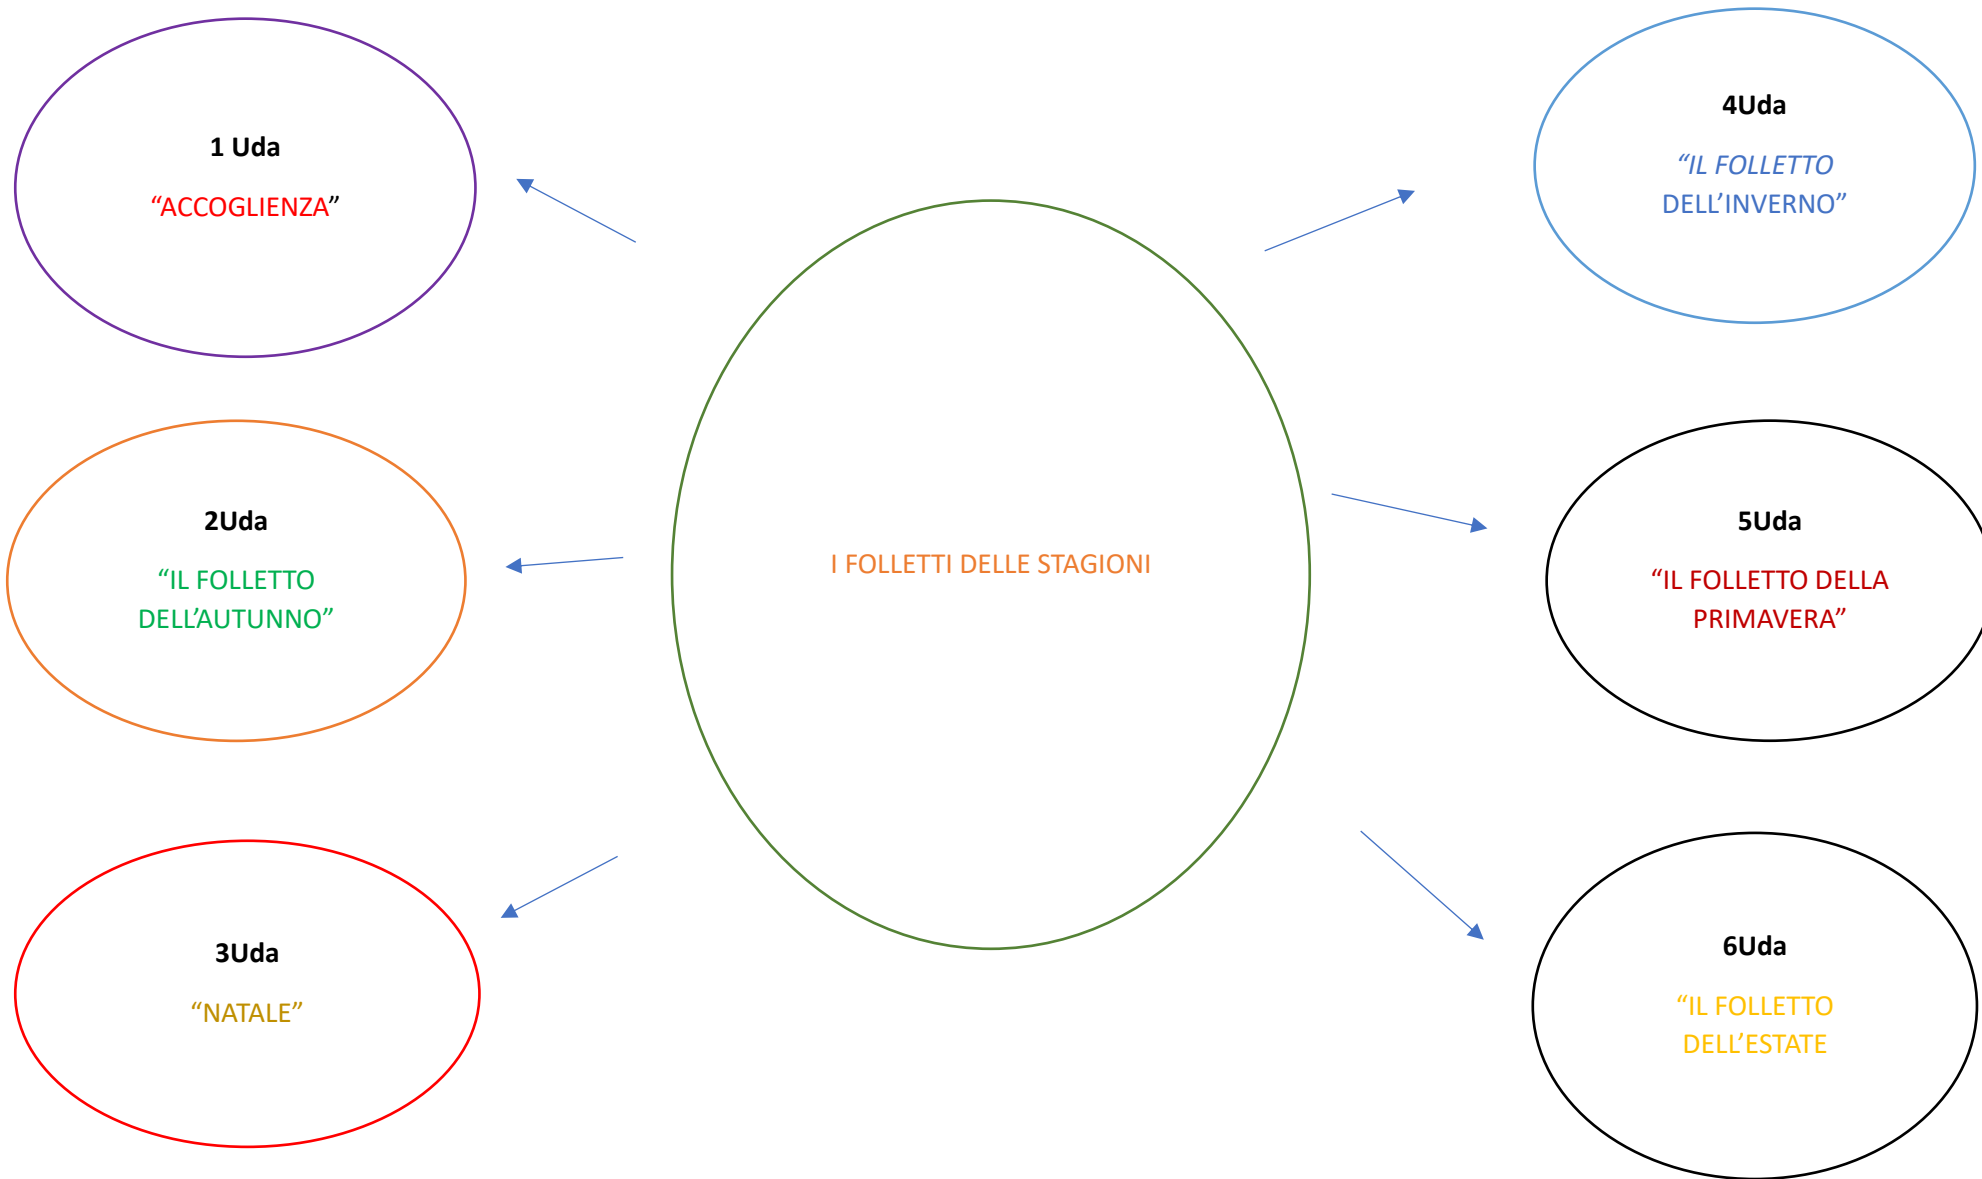 1 Uda
“ACCOGLIENZA”
2Uda
“IL FOLLETTO
DELL’AUTUNNO”
3Uda
“NATALE”
I FOLLETTI DELLE STAGIONI
4Uda
“IL FOLLETTO
DELL’INVERNO”
5Uda
“IL FOLLETTO DELLA
PRIMAVERA”
6Uda
“IL FOLLETTO
DELL’ESTATE